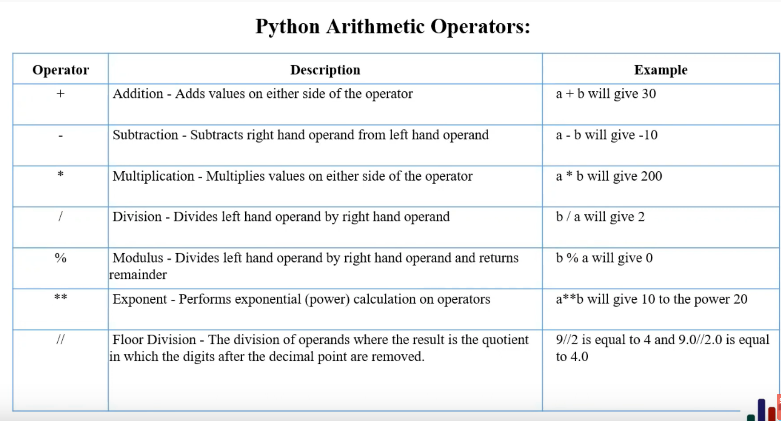 Python Arithmetic Operators:
Operator Description Example
+ Addition - Adds values on either side of the operator a + b will give 30
- Subtraction - Subtracts right hand operand from left hand operand a - b will give -10
* Multiplication - Multiplies values on either side of the operator a * b will give 200
/ Division - Divides left hand operand by right hand operand b / a will give 2
% Modulus - Divides left hand operand by right hand operand and returns b % a will give 0
remainder
** Exponent - Performs exponential (power) calculation on operators a**b will give 10 to the power 20
// Floor Division - The division of operands where the result is the quotient 9//2 is equal to 4 and 9.0//2.0 is equal
in which the digits after the decimal point are removed. to 4.0